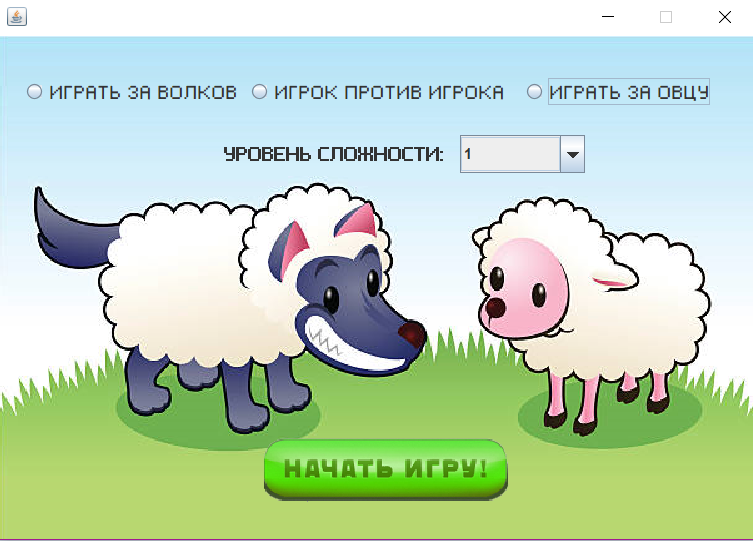 ИГРАТЬ ЗА ВОЛКОВ ИГРОК ПРОТИВ ИГРОКА ИГРАТЬ ЗА ОВЦУ
УРОВЕНЬ СЛОЖНОСТИ: 1
НАЧАТЬ ИГРУ!